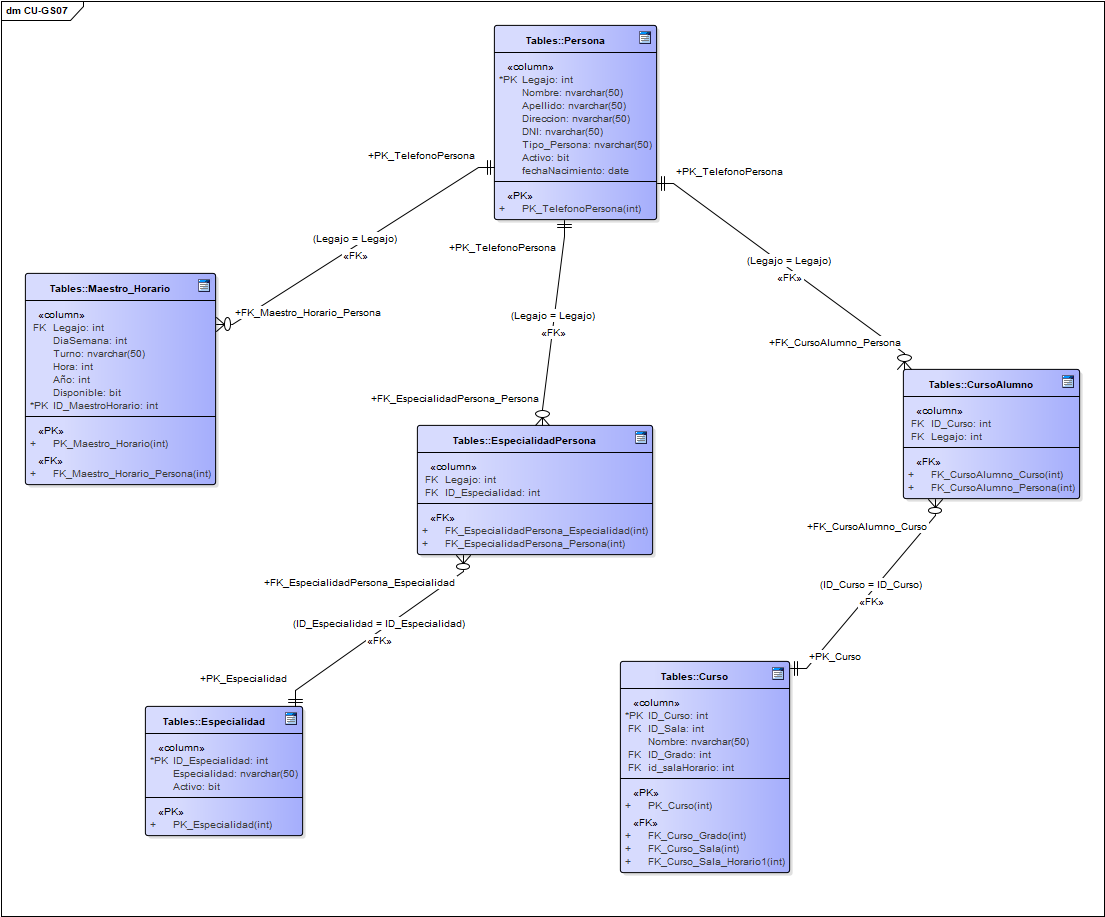 dm CU-GS07
Tables::Persona
«column»
*PK Legajo: int
Nombre: nvarchar(50)
Apellido: nvarchar(50)
Direccion: nvarchar(50)
DNI: nvarchar(50)
Tipo_Persona: nvarchar(50)
Activo: bit
fechaNacimiento: date
«PK»
+ PK_TelefonoPersona(int)
+PK_TelefonoPersona
(Legajo = Legajo)
«FK»
+FK_Maestro_Horario_Persona
+PK_TelefonoPersona
(Legajo = Legajo)
«FK»
+FK_EspecialidadPersona_Persona
+PK_TelefonoPersona
(Legajo = Legajo)
«FK»
+FK_CursoAlumno_Persona
Tables::Maestro_Horario
«column»
FK Legajo: int
DiaSemana: int
Turno: nvarchar(50)
Hora: int
Año: int
Disponible: bit
*PK ID_MaestroHorario: int
«PK»
+ PK_Maestro_Horario(int)
«FK»
+ FK_Maestro_Horario_Persona(int)
Tables::EspecialidadPersona
«column»
FK Legajo: int
FK ID_Especialidad: int
«FK»
+ FK_EspecialidadPersona_Especialidad(int)
+ FK_EspecialidadPersona_Persona(int)
Tables::CursoAlumno
«column»
FK ID_Curso: int
FK Legajo: int
«FK»
+ FK_CursoAlumno_Curso(int)
+ FK_CursoAlumno_Persona(int)
+FK_EspecialidadPersona_Especialidad
(ID_Especialidad = ID_Especialidad)
«FK»
+PK_Especialidad
+FK_CursoAlumno_Curso
(ID_Curso = ID_Curso)
«FK»
+PK_Curso
Tables::Especialidad
«column»
*PK ID_Especialidad: int
Especialidad: nvarchar(50)
Activo: bit
«PK»
+ PK_Especialidad(int)
Tables::Curso
«column»
*PK ID_Curso: int
FK ID_Sala: int
Nombre: nvarchar(50)
FK ID_Grado: int
FK id_salaHorario: int
«PK»
+ PK_Curso(int)
«FK»
+ FK_Curso_Grado(int)
+ FK_Curso_Sala(int)
+ FK_Curso_Sala_Horario1(int)